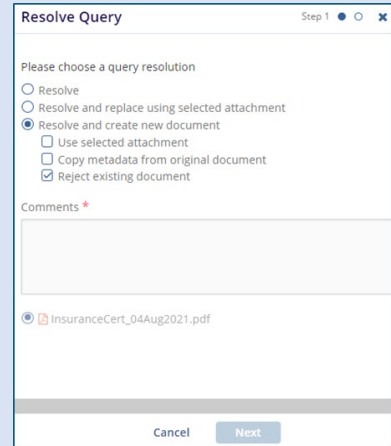 Resolve Query Step 1
Please choose a query resolution
Resolve
Resolve and replace using selected attachment
Resolve and create new document
Use selected attachment
Copy metadata from original document
Reject existing document
Comments *
InsuranceCert_04Aug2021.pdf
Cancel Next